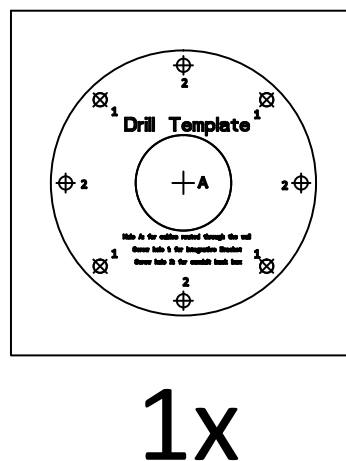 2
1
1
Drill Template
2
A
2
Hole A: for cables routed through the wall
Screw hole 1: for Integrative Bracket
Screw hole 2: for conduit back box
1
1
2
1x